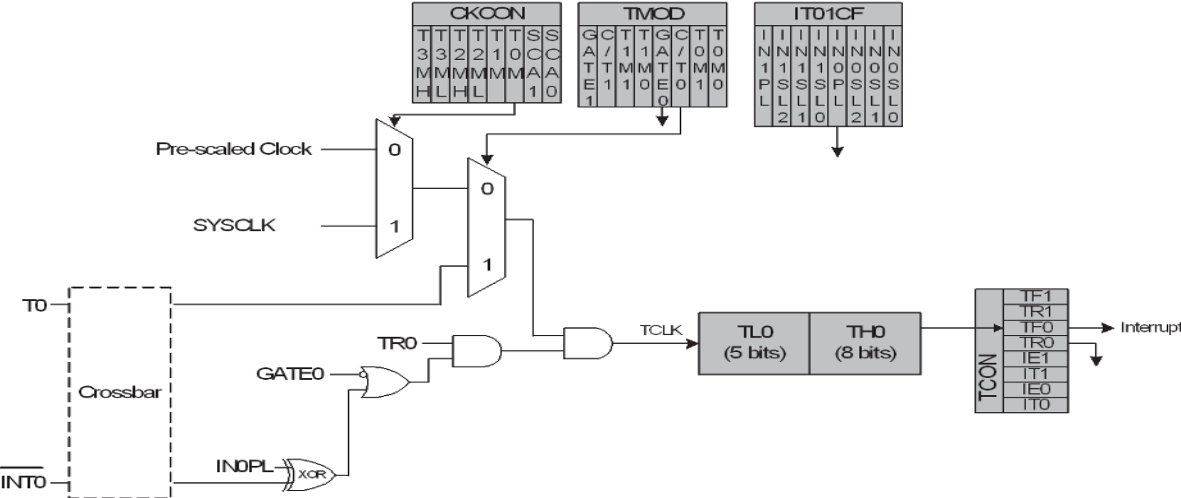 CKCON
T3MH T3ML T2MH T2ML T1M T0M SCA1 SCA0
TMOD
GATE1 C/T1 T1M1 T1M0 GATE0 C/T0 T0M1 T0M0
IT01CF
IN1PL IN1SL2 IN1SL1 IN1SL0 IN0PL IN0SL2 IN0SL1 IN0SL0
Pre-scaled Clock
0
SYSCLK
1
0
1
T0
Crossbar
INT0
TR0
GATE0
IN0PL
XOR
TCLK
TL0
(5 bits)
TH0
(8 bits)
TCON
TF1
TR1
TF0
TR0
IE1
IT1
IE0
IT0
Interrupt